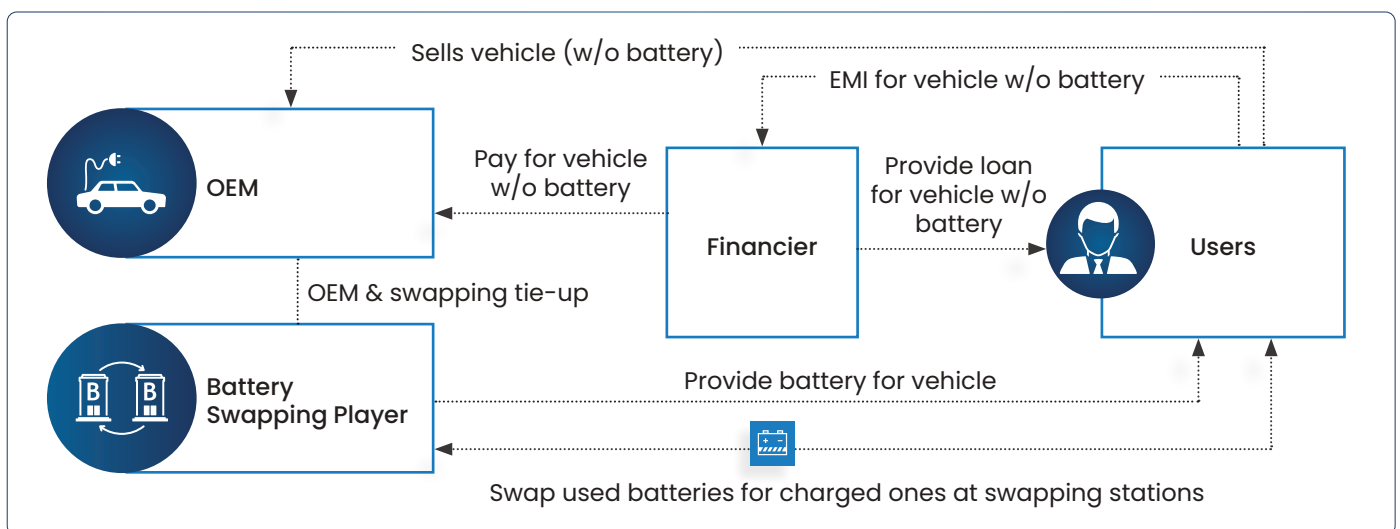 Sells vehicle (w/o battery)
EMI for vehicle w/o battery
OEM
Pay for vehicle
w/o battery
Financier
Provide loan
for vehicle w/o
battery
Users
OEM & swapping tie-up
B B
Battery
Swapping Player
Provide battery for vehicle
Swap used batteries for charged ones at swapping stations